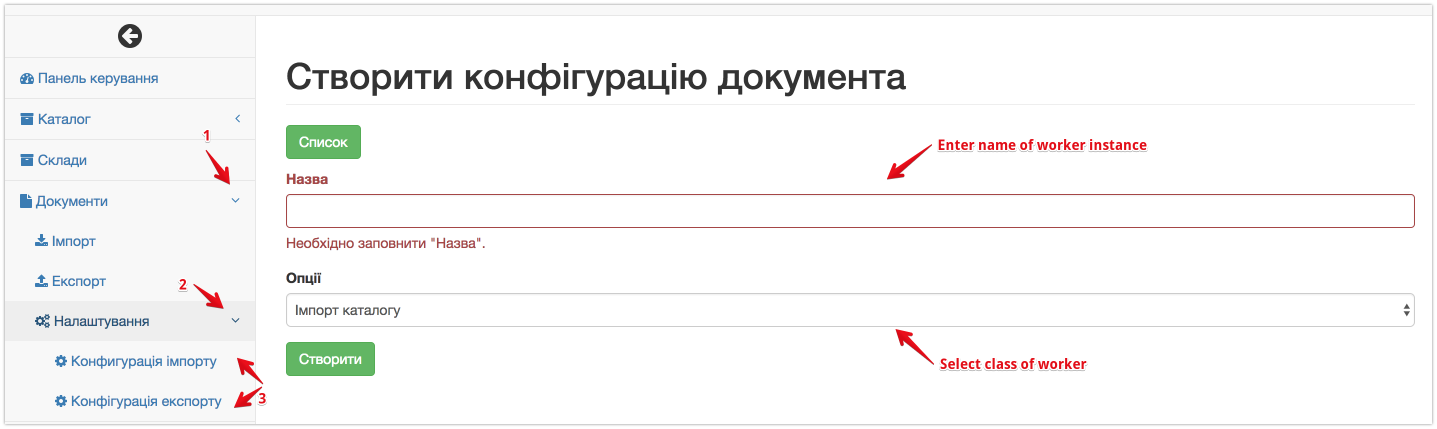 Панель керування
Каталог
1
Склади
Документи
Імпорт
Експорт
2
Налаштування
Конфигурація імпорту
3
Конфігурація експорту
Створити конфігурацію документа
Список
Enter name of worker instance
Назва
Необхідно заповнити "Назва".
Опції
Імпорт каталогу
Створити
Select class of worker